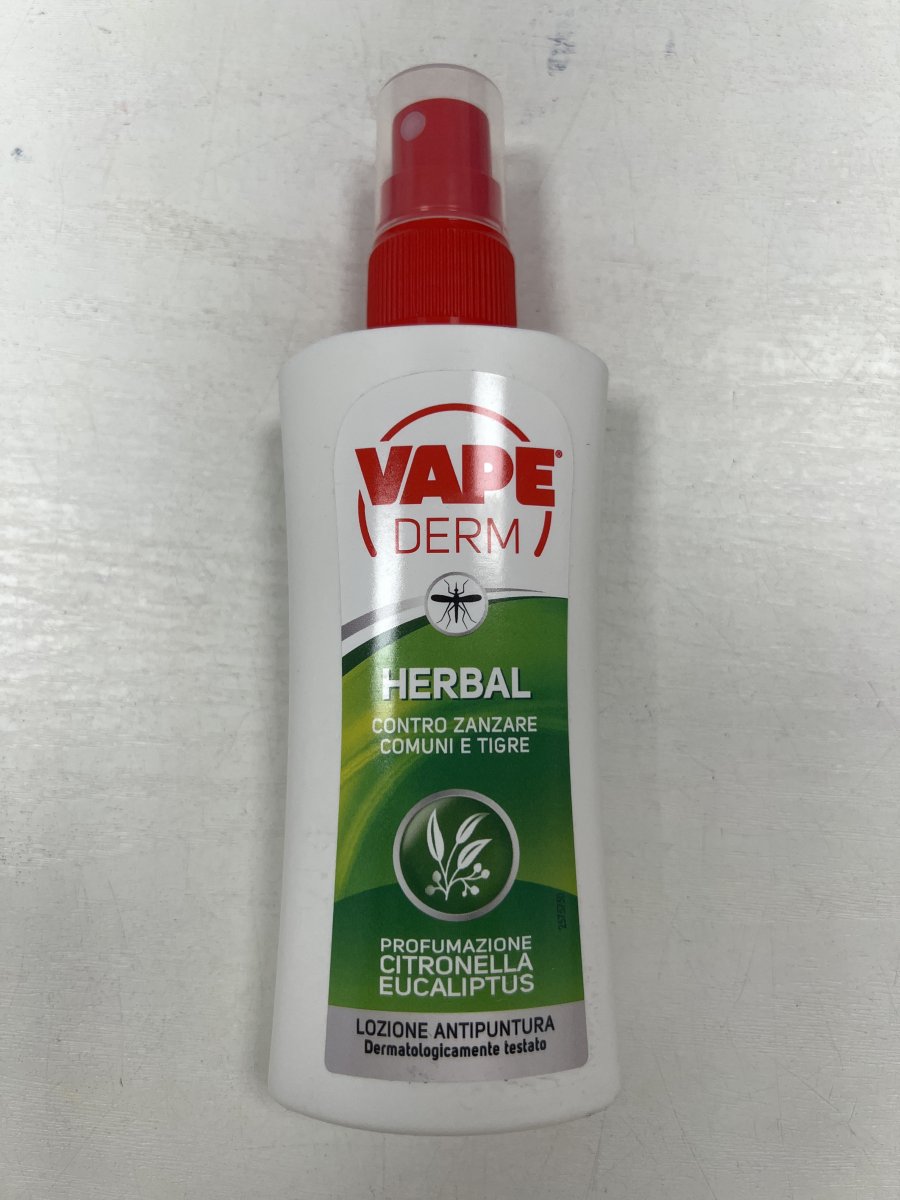 VAPE®
DERM
HERBAL
CONTRO ZANZARE
COMUNI E TIGRE
PROFUMAZIONE
CITRONELLA
EUCALIPTUS
LOZIONE ANTIPUNTURA
Dermatologicamente testato